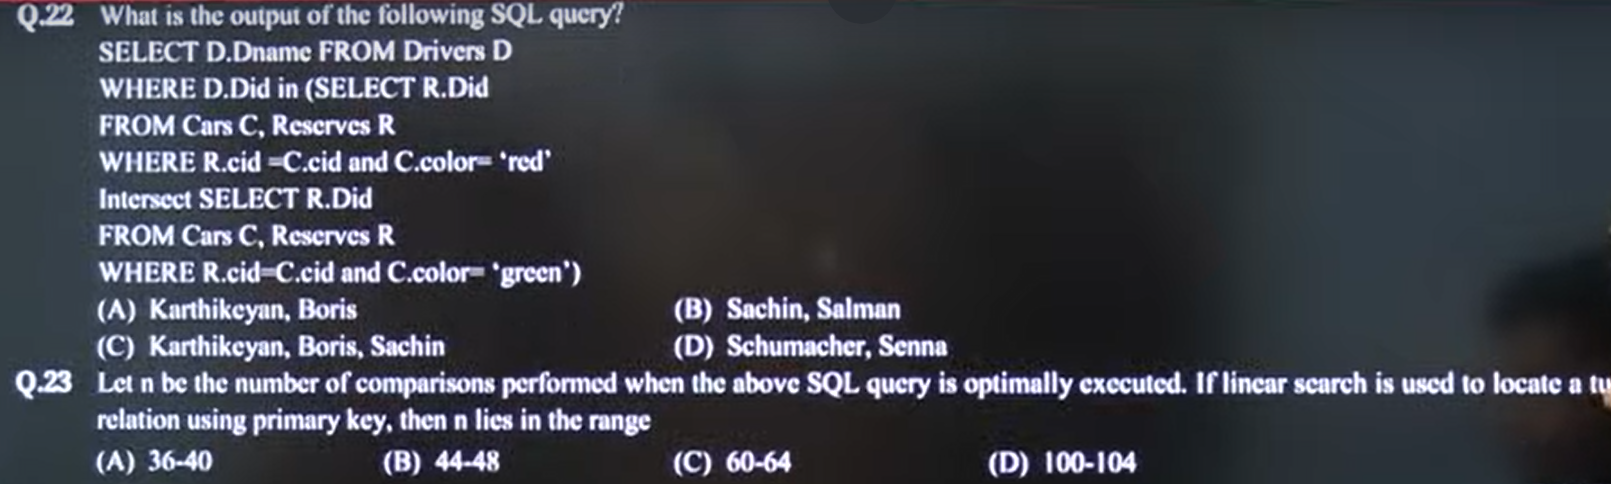 Q.22 What is the output of the following SQL query?
SELECT D.Dname FROM Drivers D
WHERE D.Did in (SELECT R.Did
FROM Cars C, Reserves R
WHERE R.cid =C.cid and C.color= ‘red’
Intersect SELECT R.Did
FROM Cars C, Reserves R
WHERE R.cid=C.cid and C.color= ‘green’)
(A) Karthikeyan, Boris (B) Sachin, Salman
(C) Karthikeyan, Boris, Sachin (D) Schumacher, Senna
Q.23 Let n be the number of comparisons performed when the above SQL query is optimally executed. If linear search is used to locate a
relation using primary key, then n lies in the range
(A) 36-40 (B) 44-48 (C) 60-64 (D) 100-104